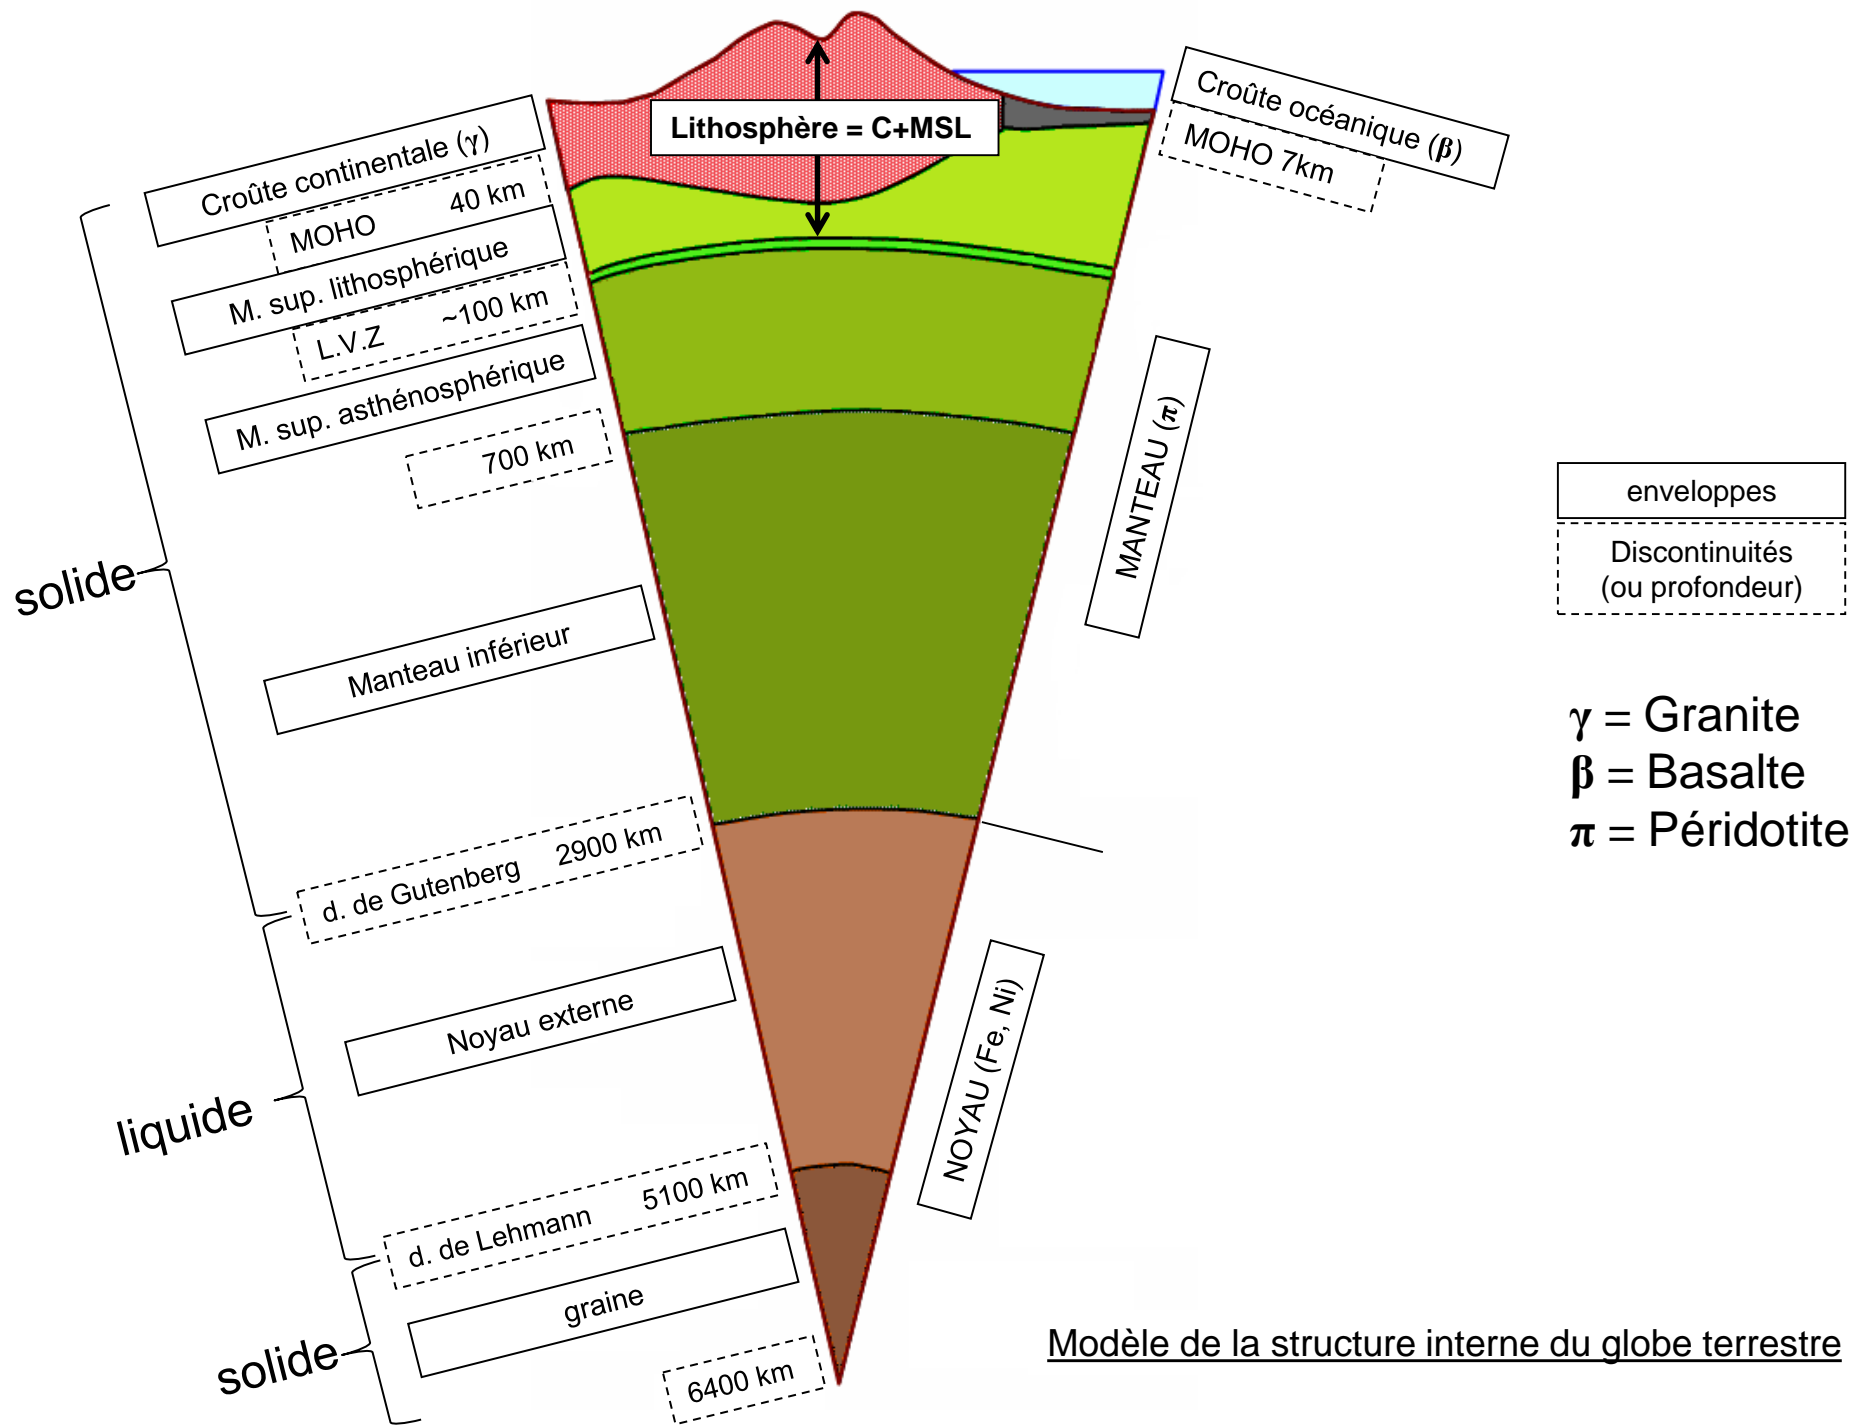 Lithosphère = C+MSL
Croûte continentale (γ)
MOHO 40 km
M. sup. lithosphérique
L.V.Z ~100 km
M. sup. asthénosphérique
700 km
solide
Manteau inférieur
d. de Gutenberg 2900 km
Noyau externe
liquide
d. de Lehmann 5100 km
graine
solide
6400 km
Croûte océanique (β)
MOHO 7km
MANTEAU (π)
NOYAU (Fe, Ni)
enveloppes
Discontinuités
(ou profondeur)
γ = Granite
β = Basalte
π = Péridotite
Modèle de la structure interne du globe terrestre